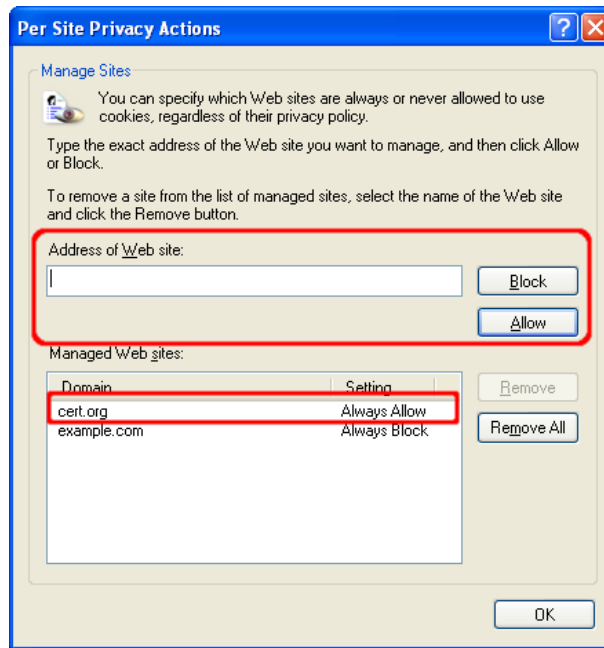 Per Site Privacy Actions
Manage Sites
You can specify which Web sites are always or never allowed to use
cookies, regardless of their privacy policy.
Type the exact address of the Web site you want to manage, and then click Allow
or Block.
To remove a site from the list of managed sites, select the name of the Web site
and click the Remove button.
Address of Web site:
Block
Allow
Managed Web sites:
Domain Setting
Remove
cert.org Always Allow
example.com Always Block
Remove All
OK